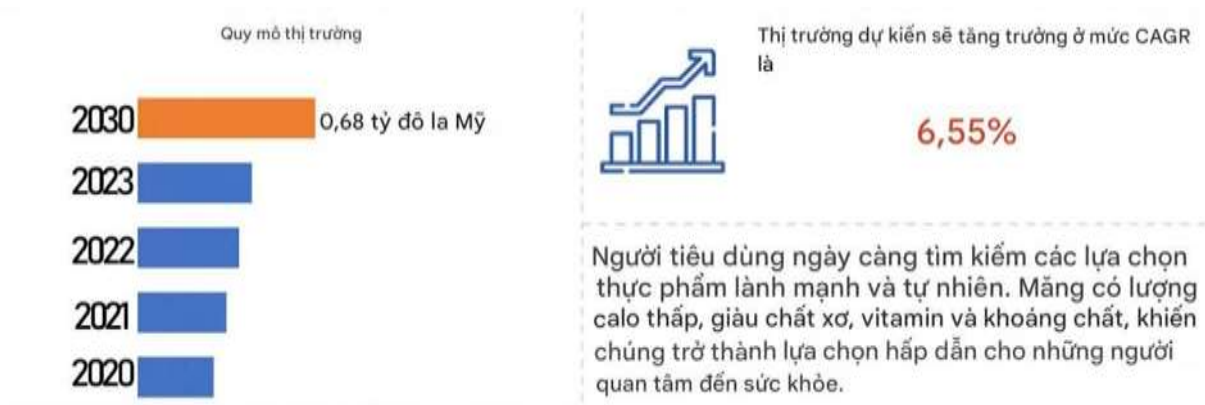 Quy mô thị trường
2030
0,68 tỷ đô la Mỹ
2023
2022
2021
2020
Thị trường dự kiến sẽ tăng trưởng ở mức CAGR
là
6,55%
Người tiêu dùng ngày càng tìm kiếm các lựa chọn
thực phẩm lành mạnh và tự nhiên. Măng có lượng
calo thấp, giàu chất xơ, vitamin và khoáng chất, khiến
chúng trở thành lựa chọn hấp dẫn cho những người
quan tâm đến sức khỏe.